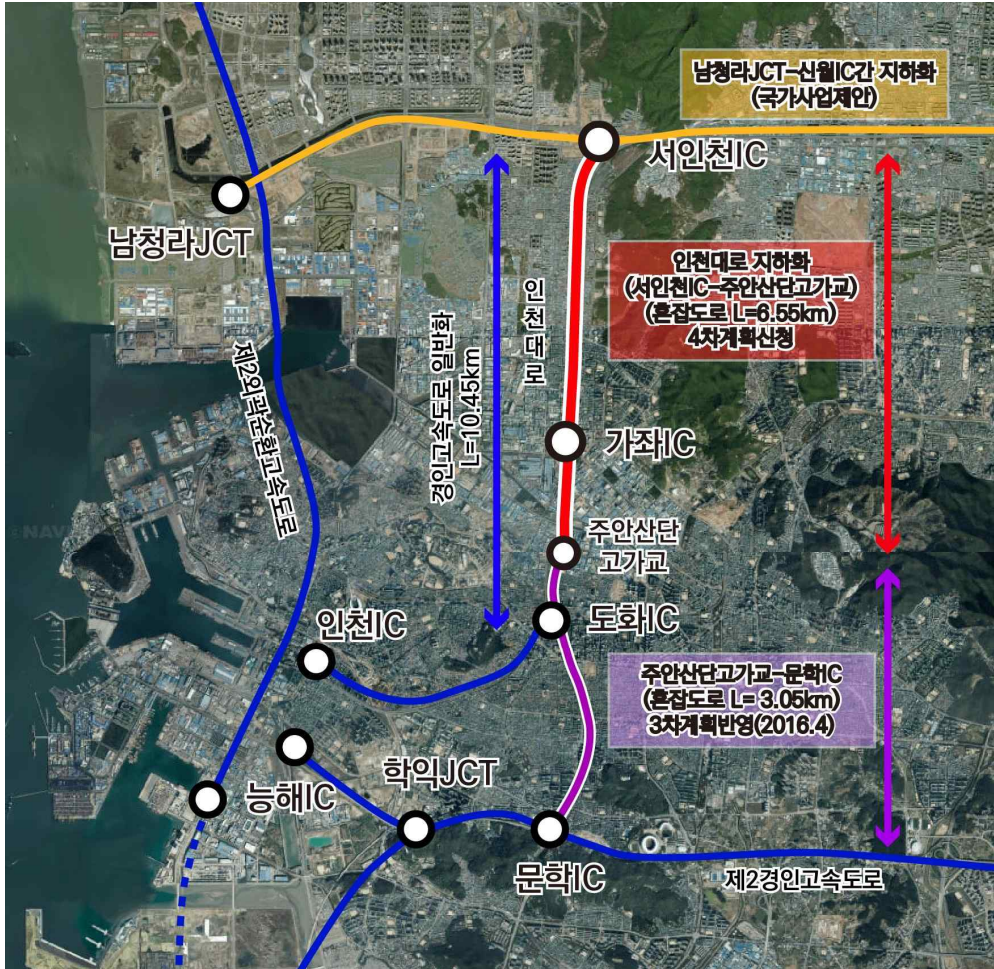 남청라JCT-신월IC간 지하화
(국가사업제안)
서인천IC
남청라JCT
인천대로 지하화
(서인천IC-주안산단고가교)
(혼잡도로 L=6.55km)
4차계획신청
인천대로
경인고속도로 일반화
L=10.45km
제2외곽순환고속도로
가좌IC
©NAVER
주안산단
고가교
도화IC
인천IC
주안산단고가교-문학IC
(혼잡도로 L= 3.05km)
3차계획반영(2016.4)
학익JCT
능해IC
문학IC
제2경인고속도로